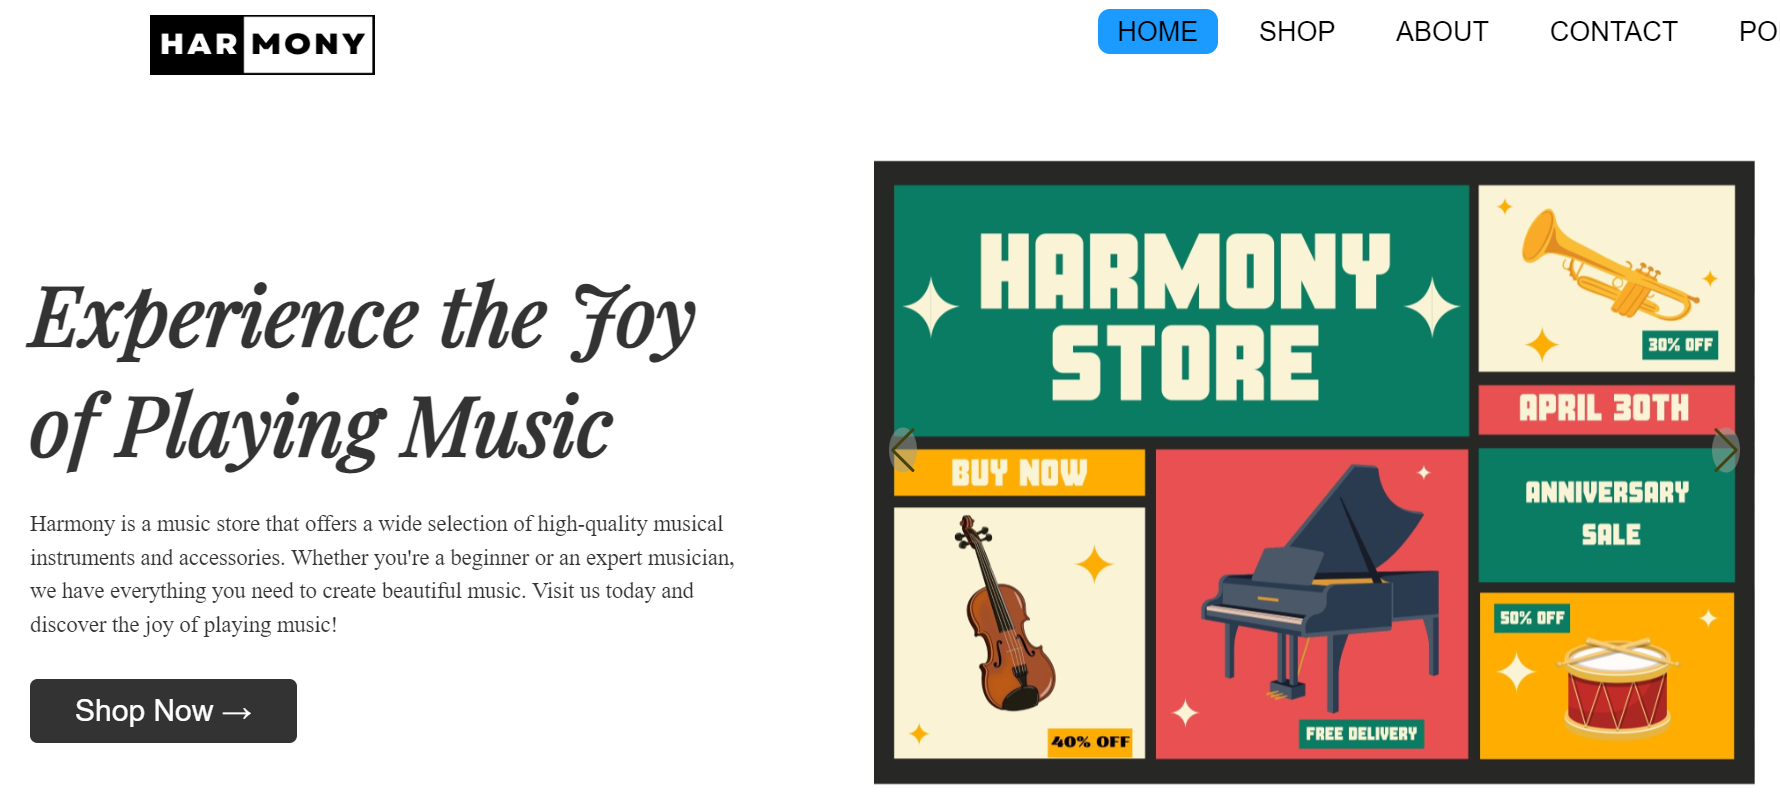 HARMONY
HOME SHOP ABOUT CONTACT
Experience the Joy
of Playing Music
Harmony is a music store that offers a wide selection of high-quality musical
instruments and accessories. Whether you're a beginner or an expert musician,
we have everything you need to create beautiful music. Visit us today and
discover the joy of playing music!
Shop Now →
HARMONY
STORE
30% OFF
APRIL 30TH
BUY NOW
ANNIVERSARY
SALE
40% OFF
FREE DELIVERY
50% OFF